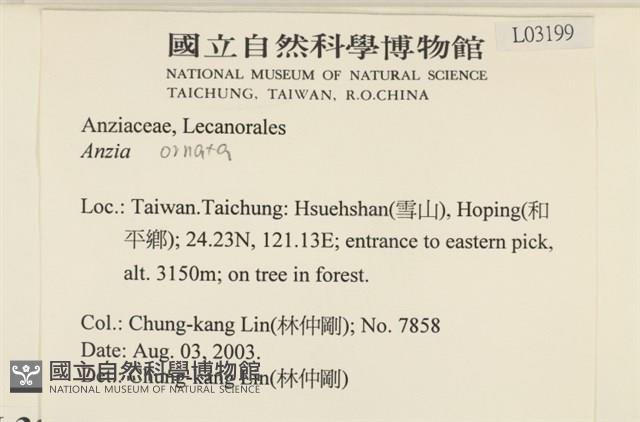 L03199
國立自然科學博物館
NATIONAL MUSEUM OF NATURAL SCIENCE
TAICHUNG, TAIWAN, R.O.CHINA
Anziaceae, Lecanorales
Anzia ornata
Loc.: Taiwan.Taichung: Hsuehshan(雪山), Hoping(和
平鄉); 24.23N, 121.13E; entrance to eastern pick,
alt. 3150m; on tree in forest.
Col.: Chung-kang Lin(林仲剛); No. 7858
Date: Aug. 03, 2003.
Det.: Chung-kang Lin(林仲剛)
國立自然科學博物館
NATIONAL MUSEUM OF NATURAL SCIENCE